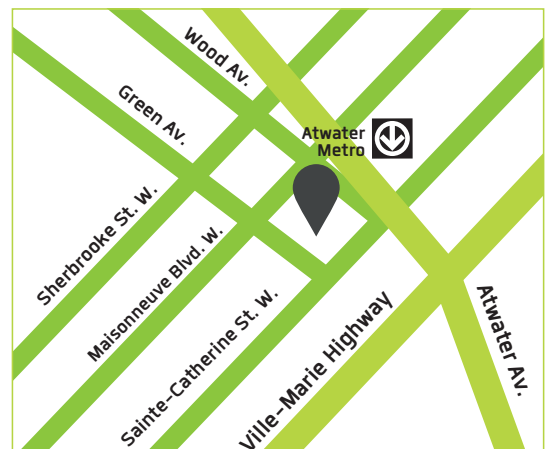 Wood Av.
Green Av.
Atwater
Metro
Sherbrooke St. W.
Maisonneuve Blvd. W.
Sainte-Catherine St. W.
Ville-Marie Highway
Atwater Av.